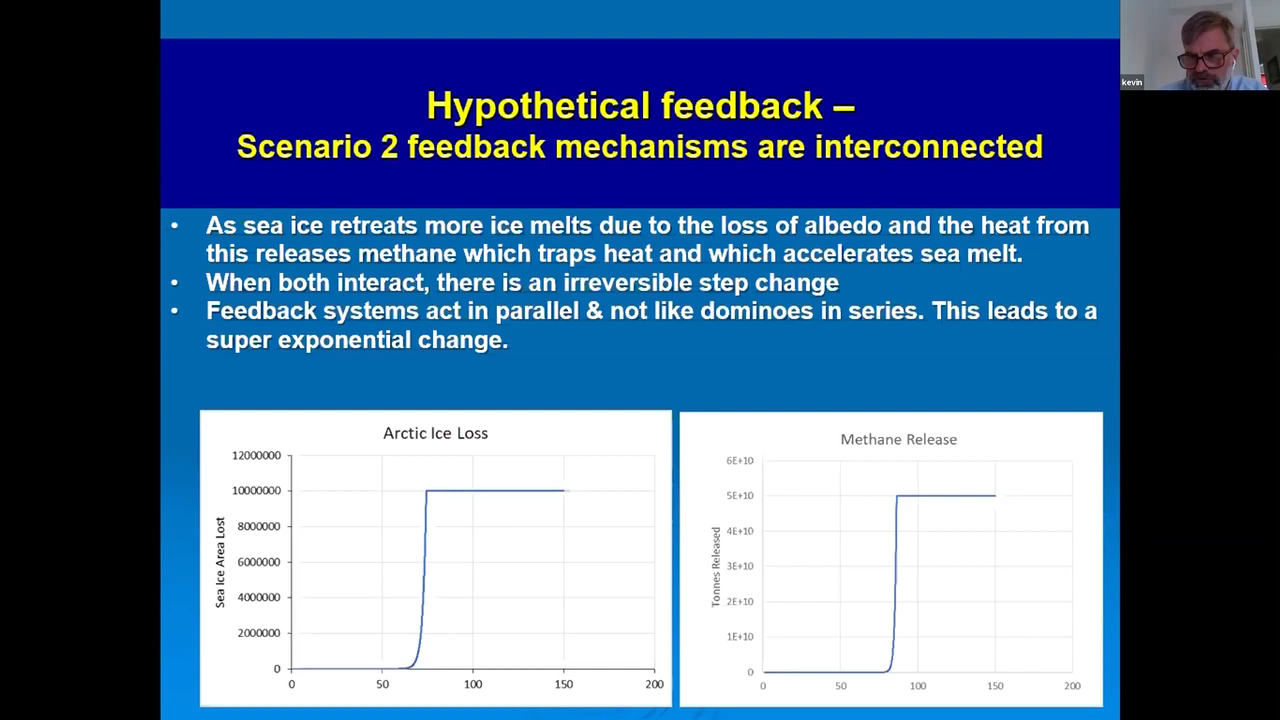 Hypothetical feedback –
Scenario 2 feedback mechanisms are interconnected
kevin
• As sea ice retreats more ice melts due to the loss of albedo and the heat from
this releases methane which traps heat and which accelerates sea melt.
• When both interact, there is an irreversible step change
• Feedback systems act in parallel & not like dominoes in series. This leads to a
super exponential change.
Arctic Ice Loss
Sea Ice Area Lost
12000000
10000000
8000000
6000000
4000000
2000000
0
0 50 100 150 200
Methane Release
Tonnes Released
6E+10
5E+10
4E+10
3E+10
2E+10
1E+10
0
0 50 100 150 200